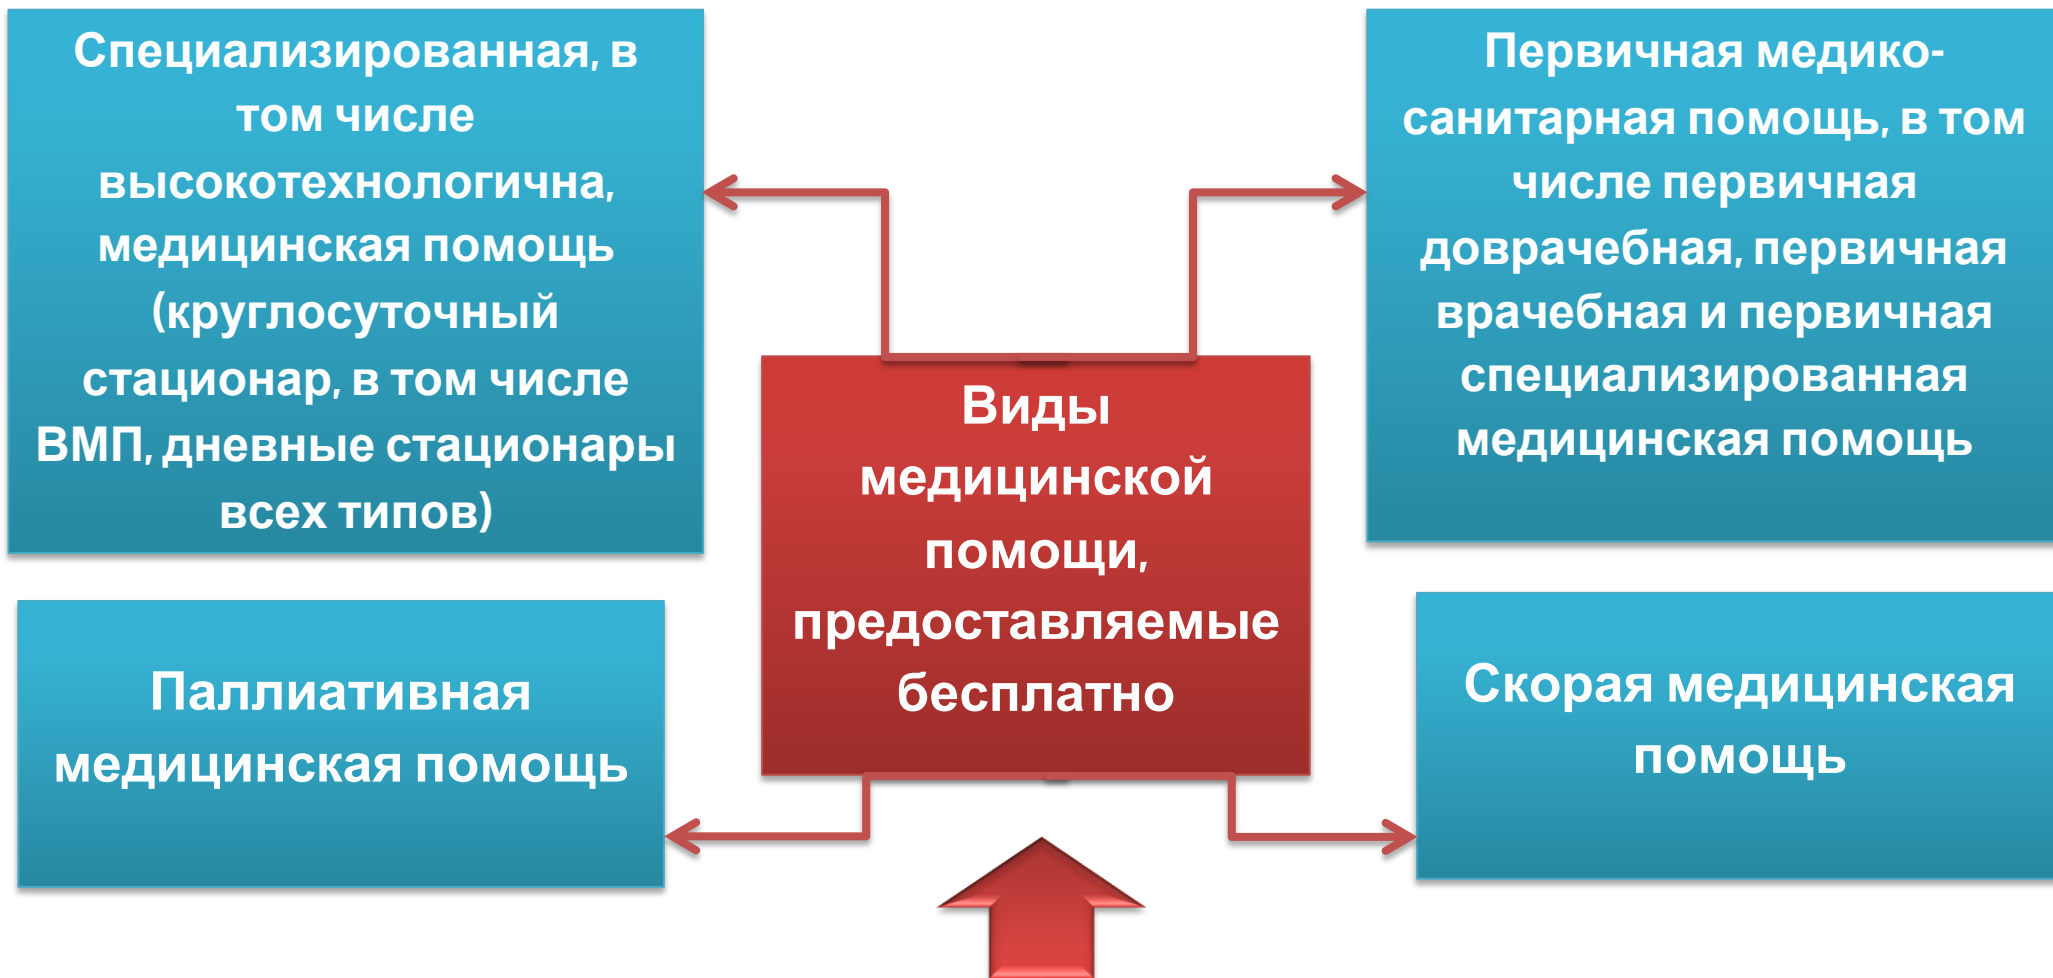 Специализированная, в
том числе
высокотехнологична,
медицинская помощь
(круглосуточный
стационар, в том числе
ВМП, дневные стационары
всех типов)
Первичная медико-
санитарная помощь, в том
числе первичная
доврачебная, первичная
врачебная и первичная
специализированная
медицинская помощь
Виды
медицинской
помощи,
предоставляемые
бесплатно
Паллиативная
медицинская помощь
Скорая медицинская
помощь